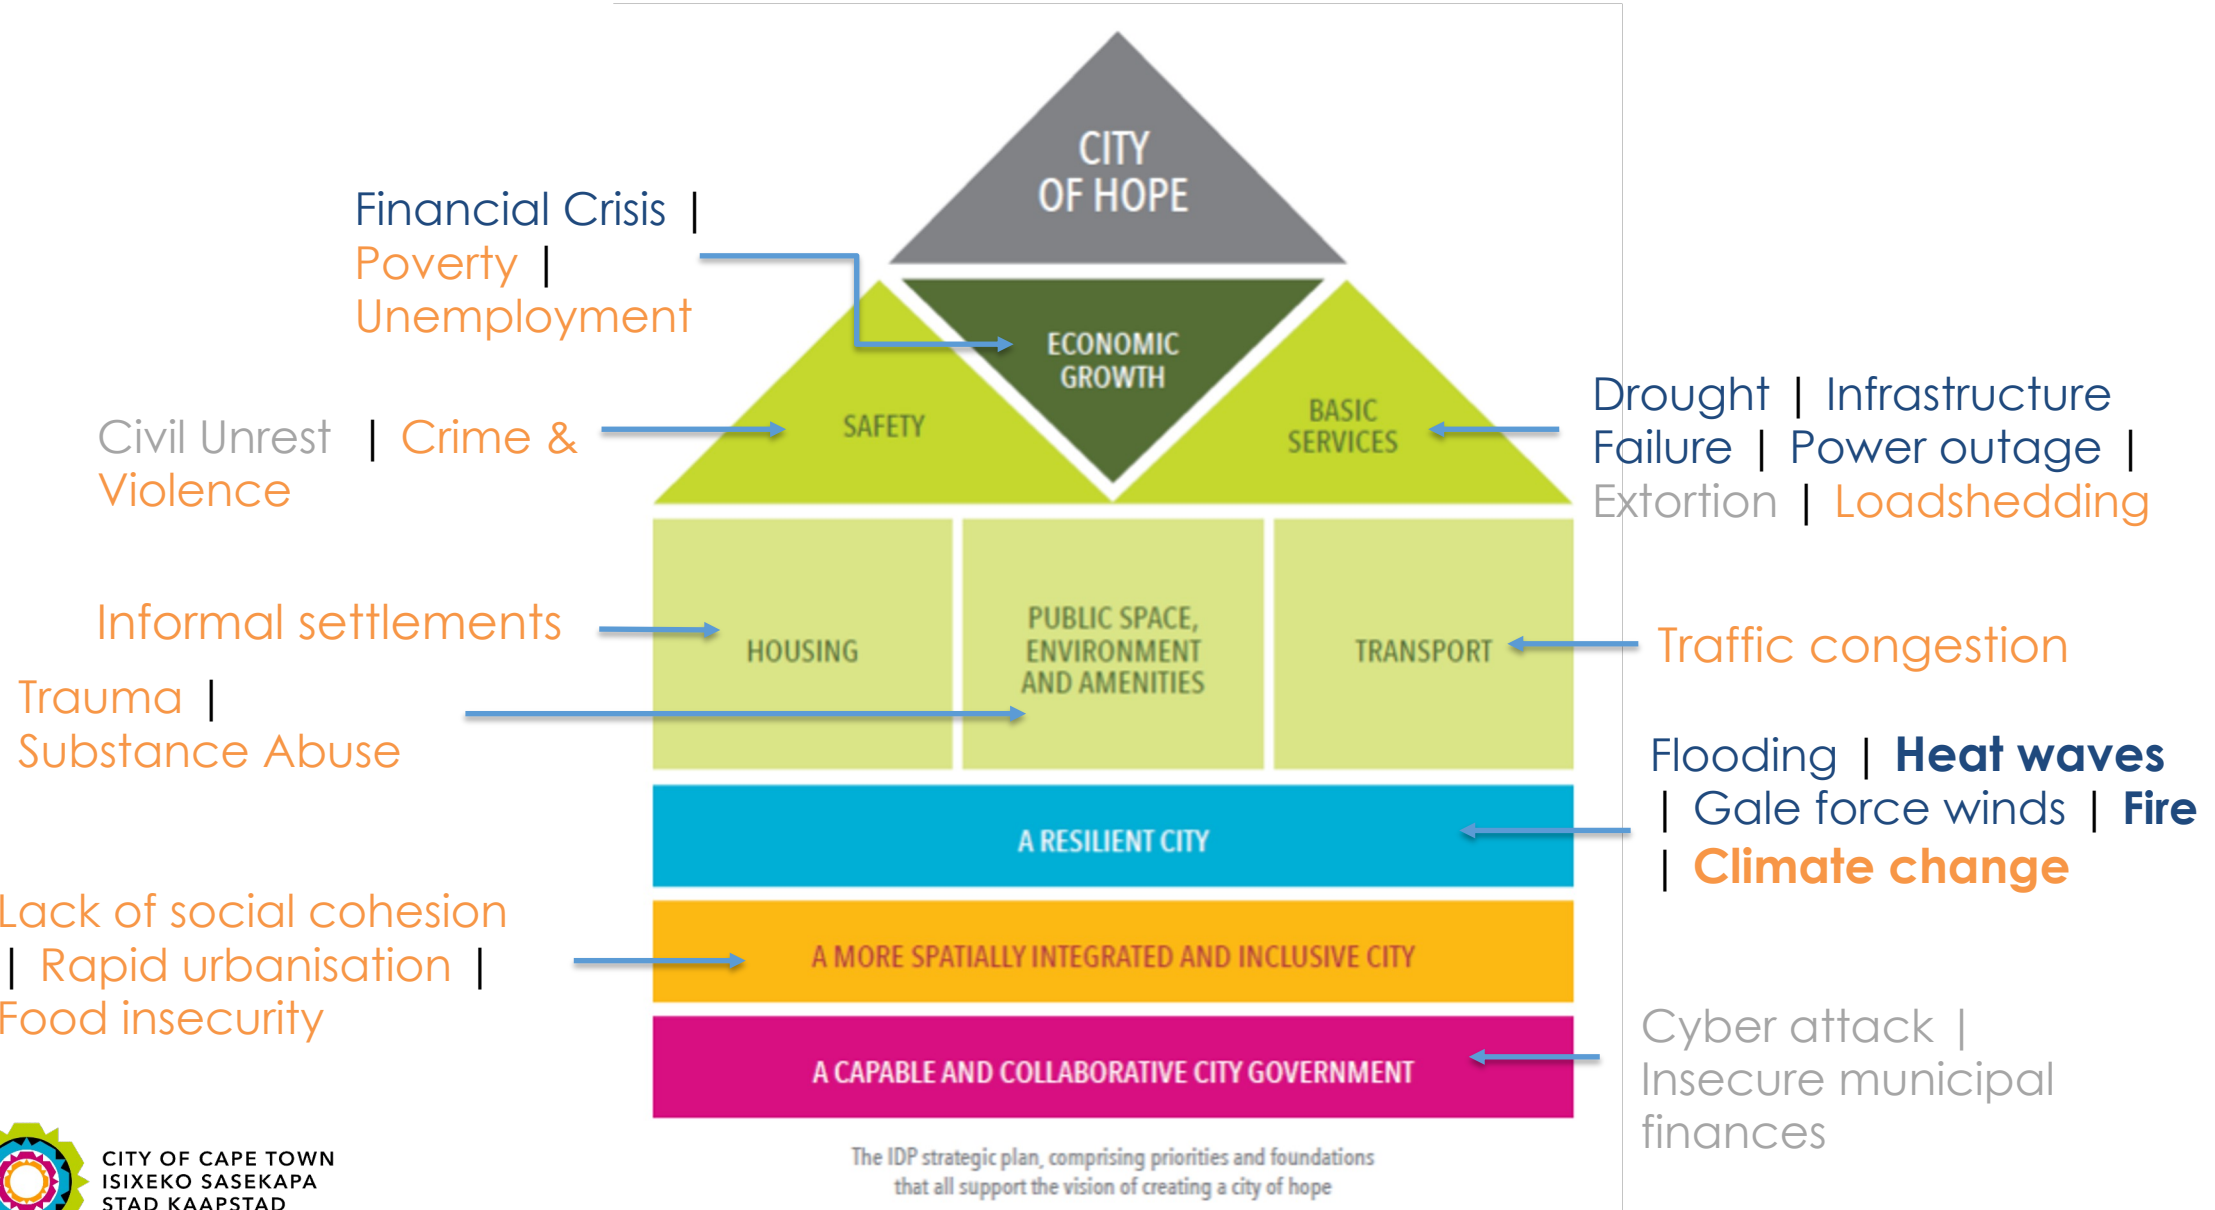 CITY
OF HOPE
Financial Crisis |
Poverty |
Unemployment
ECONOMIC
GROWTH
Civil Unrest | Crime &
Violence
SAFETY
BASIC
SERVICES
Drought | Infrastructure
Failure | Power outage |
Extortion | Loadshedding
Informal settlements
HOUSING
PUBLIC SPACE,
ENVIRONMENT
AND AMENITIES
TRANSPORT
Traffic congestion
Trauma |
Substance Abuse
Flooding | Heat waves
| Gale force winds | Fire
| Climate change
A RESILIENT CITY
Lack of social cohesion
| Rapid urbanisation |
Food insecurity
A MORE SPATIALLY INTEGRATED AND INCLUSIVE CITY
A CAPABLE AND COLLABORATIVE CITY GOVERNMENT
Cyber attack |
Insecure municipal
finances
The IDP strategic plan, comprising priorities and foundations
that all support the vision of creating a city of hope
CITY OF CAPE TOWN
ISIXEKO SASEKAPA
STAD KAAPSTAD